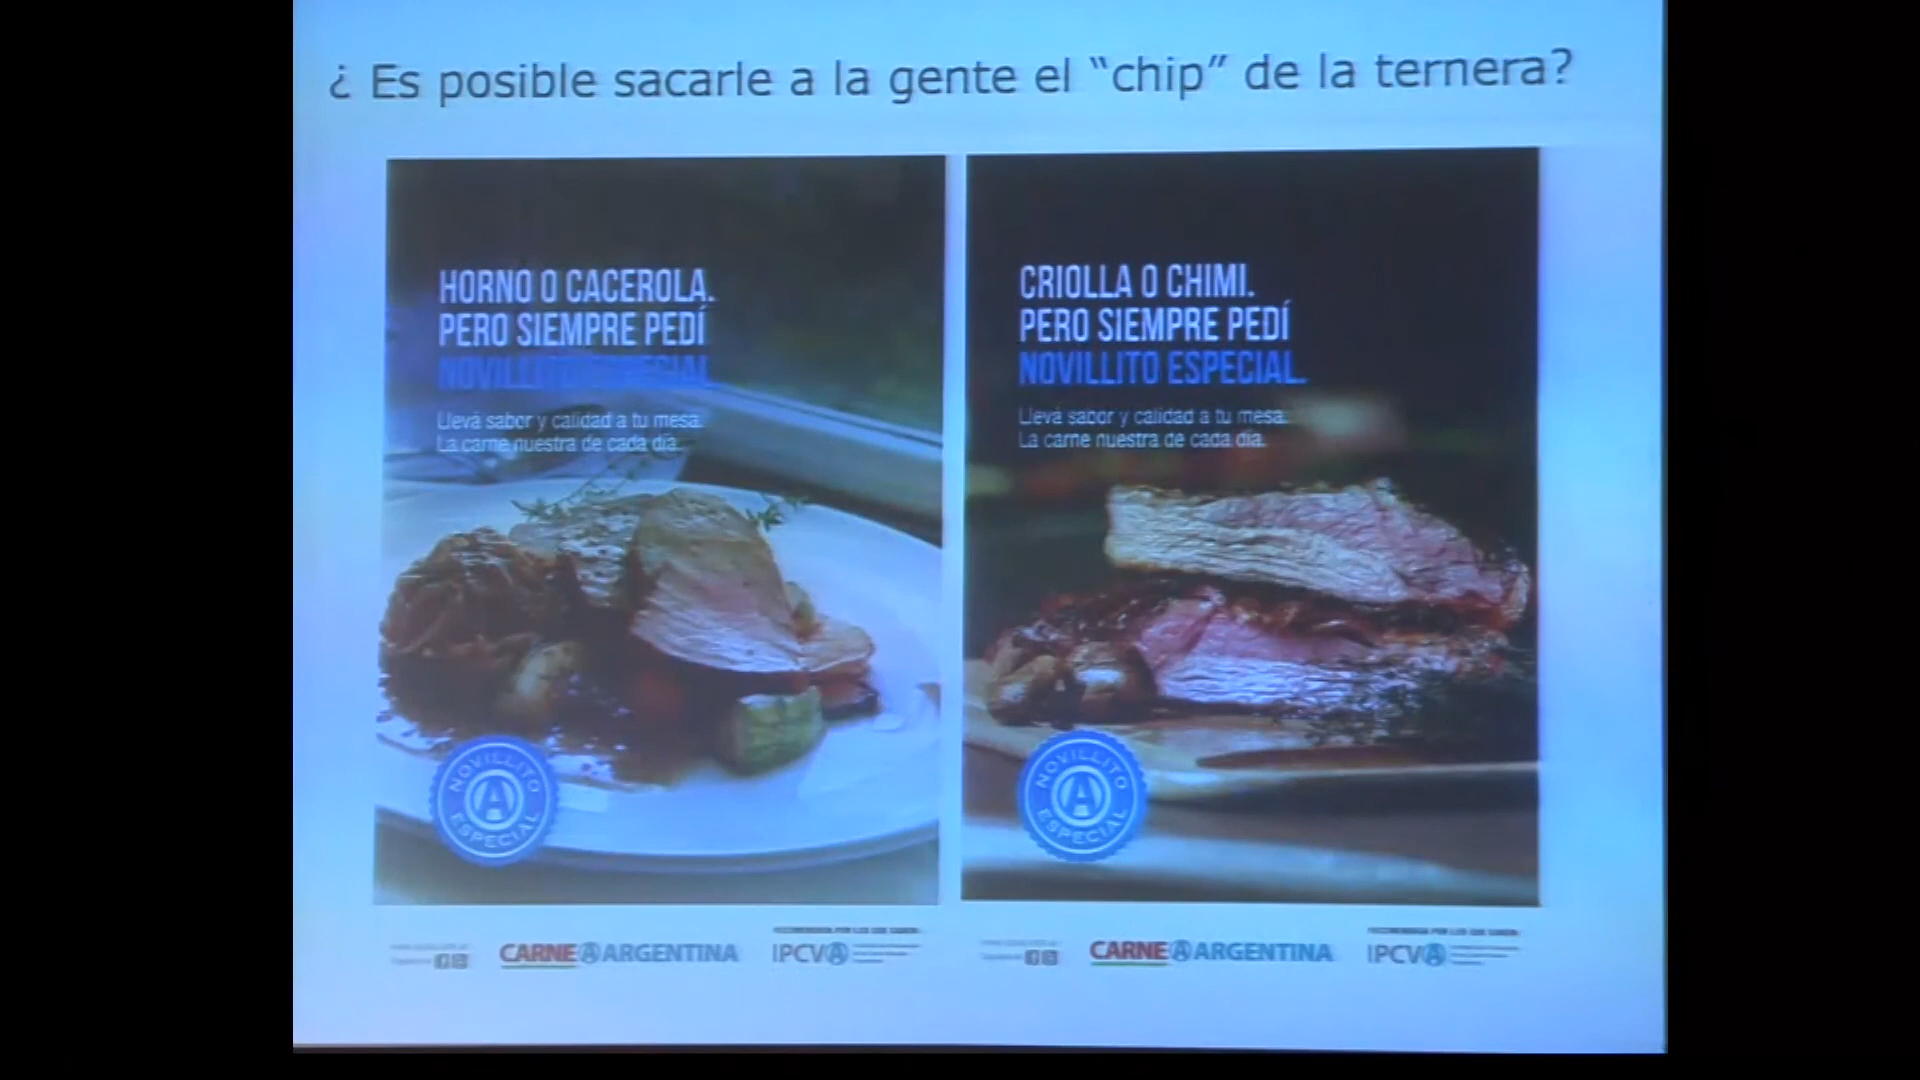 ¿ Es posible sacarle a la gente el “chip” de la ternera?
HORNO O CACEROLA.
PERO SIEMPRE PEDÍ
NOVILLITO ESPECIAL
Llevá sabor y calidad a tu mesa.
La carne nuestra de cada día.
NOVILLITO
A
ESPECIAL
CARNE A ARGENTINA
IPCVA
CRIOLLA O CHIMI.
PERO SIEMPRE PEDÍ
NOVILLITO ESPECIAL.
Llevá sabor y calidad a tu mesa.
La carne nuestra de cada día.
NOVILLITO
A
ESPECIAL
CARNE A ARGENTINA
IPCVA